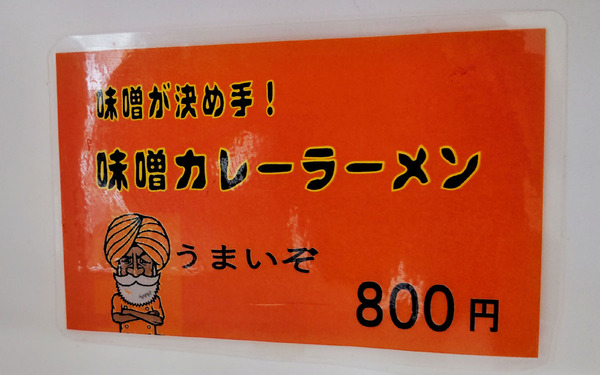 味噌が決め手！
味噌カレーラーメン
うまいぞ
800円